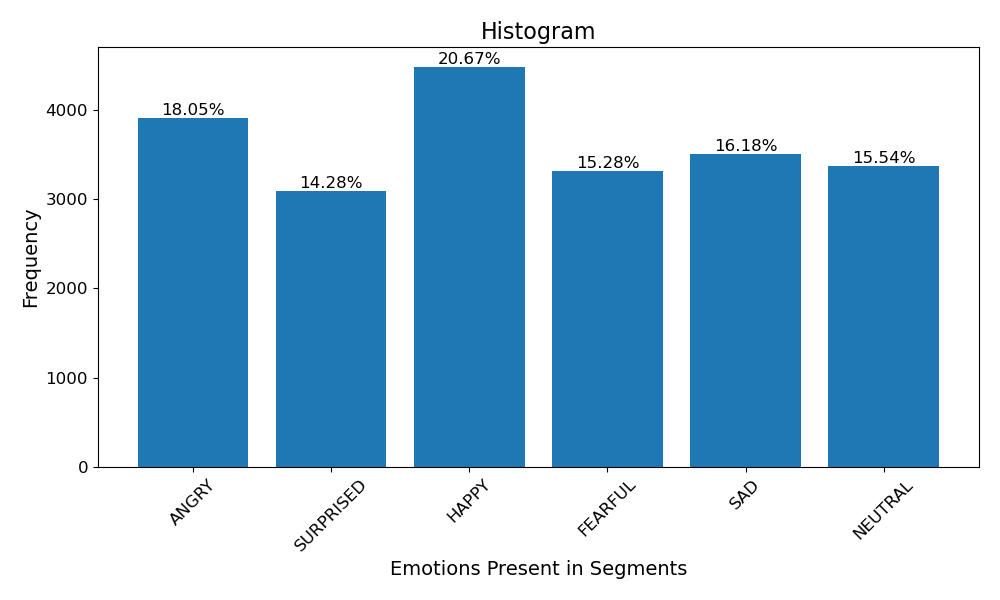 Histogram
20.67%
18.05%
16.18%
15.54%
15.28%
14.28%
Frequency
4000
3000
2000
1000
0
ANGRY
SURPRISED
HAPPY
FEARFUL
SAD
NEUTRAL
Emotions Present in Segments